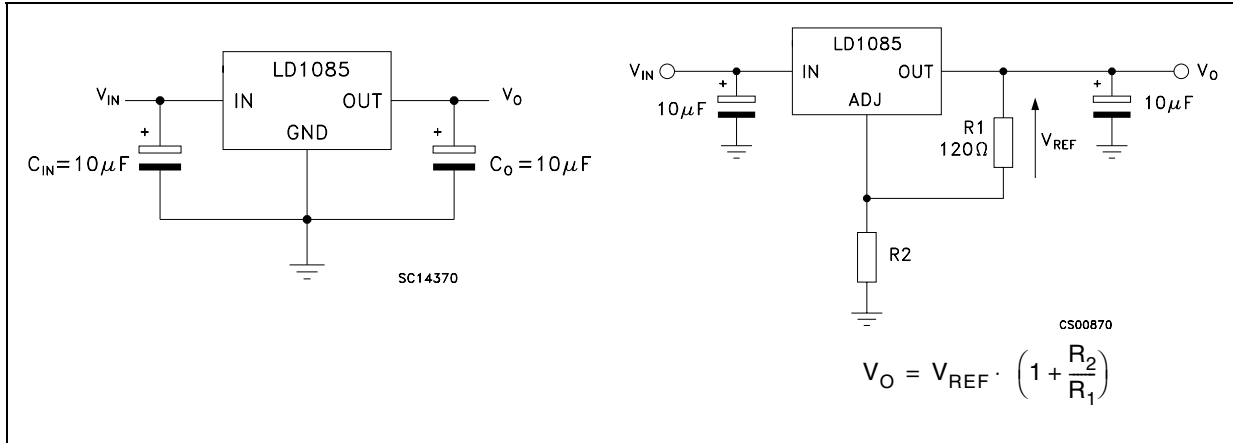 LD1085
V_IN
IN
OUT
V_O
GND
+
+
C_IN=10μF
C_O=10μF
SC14370
LD1085
V_IN
IN
OUT
V_O
ADJ
+
10μF
R1
120Ω
V_REF
+
10μF
R2
CS00870
V_O = V_REF · (1 + R_2/R_1)